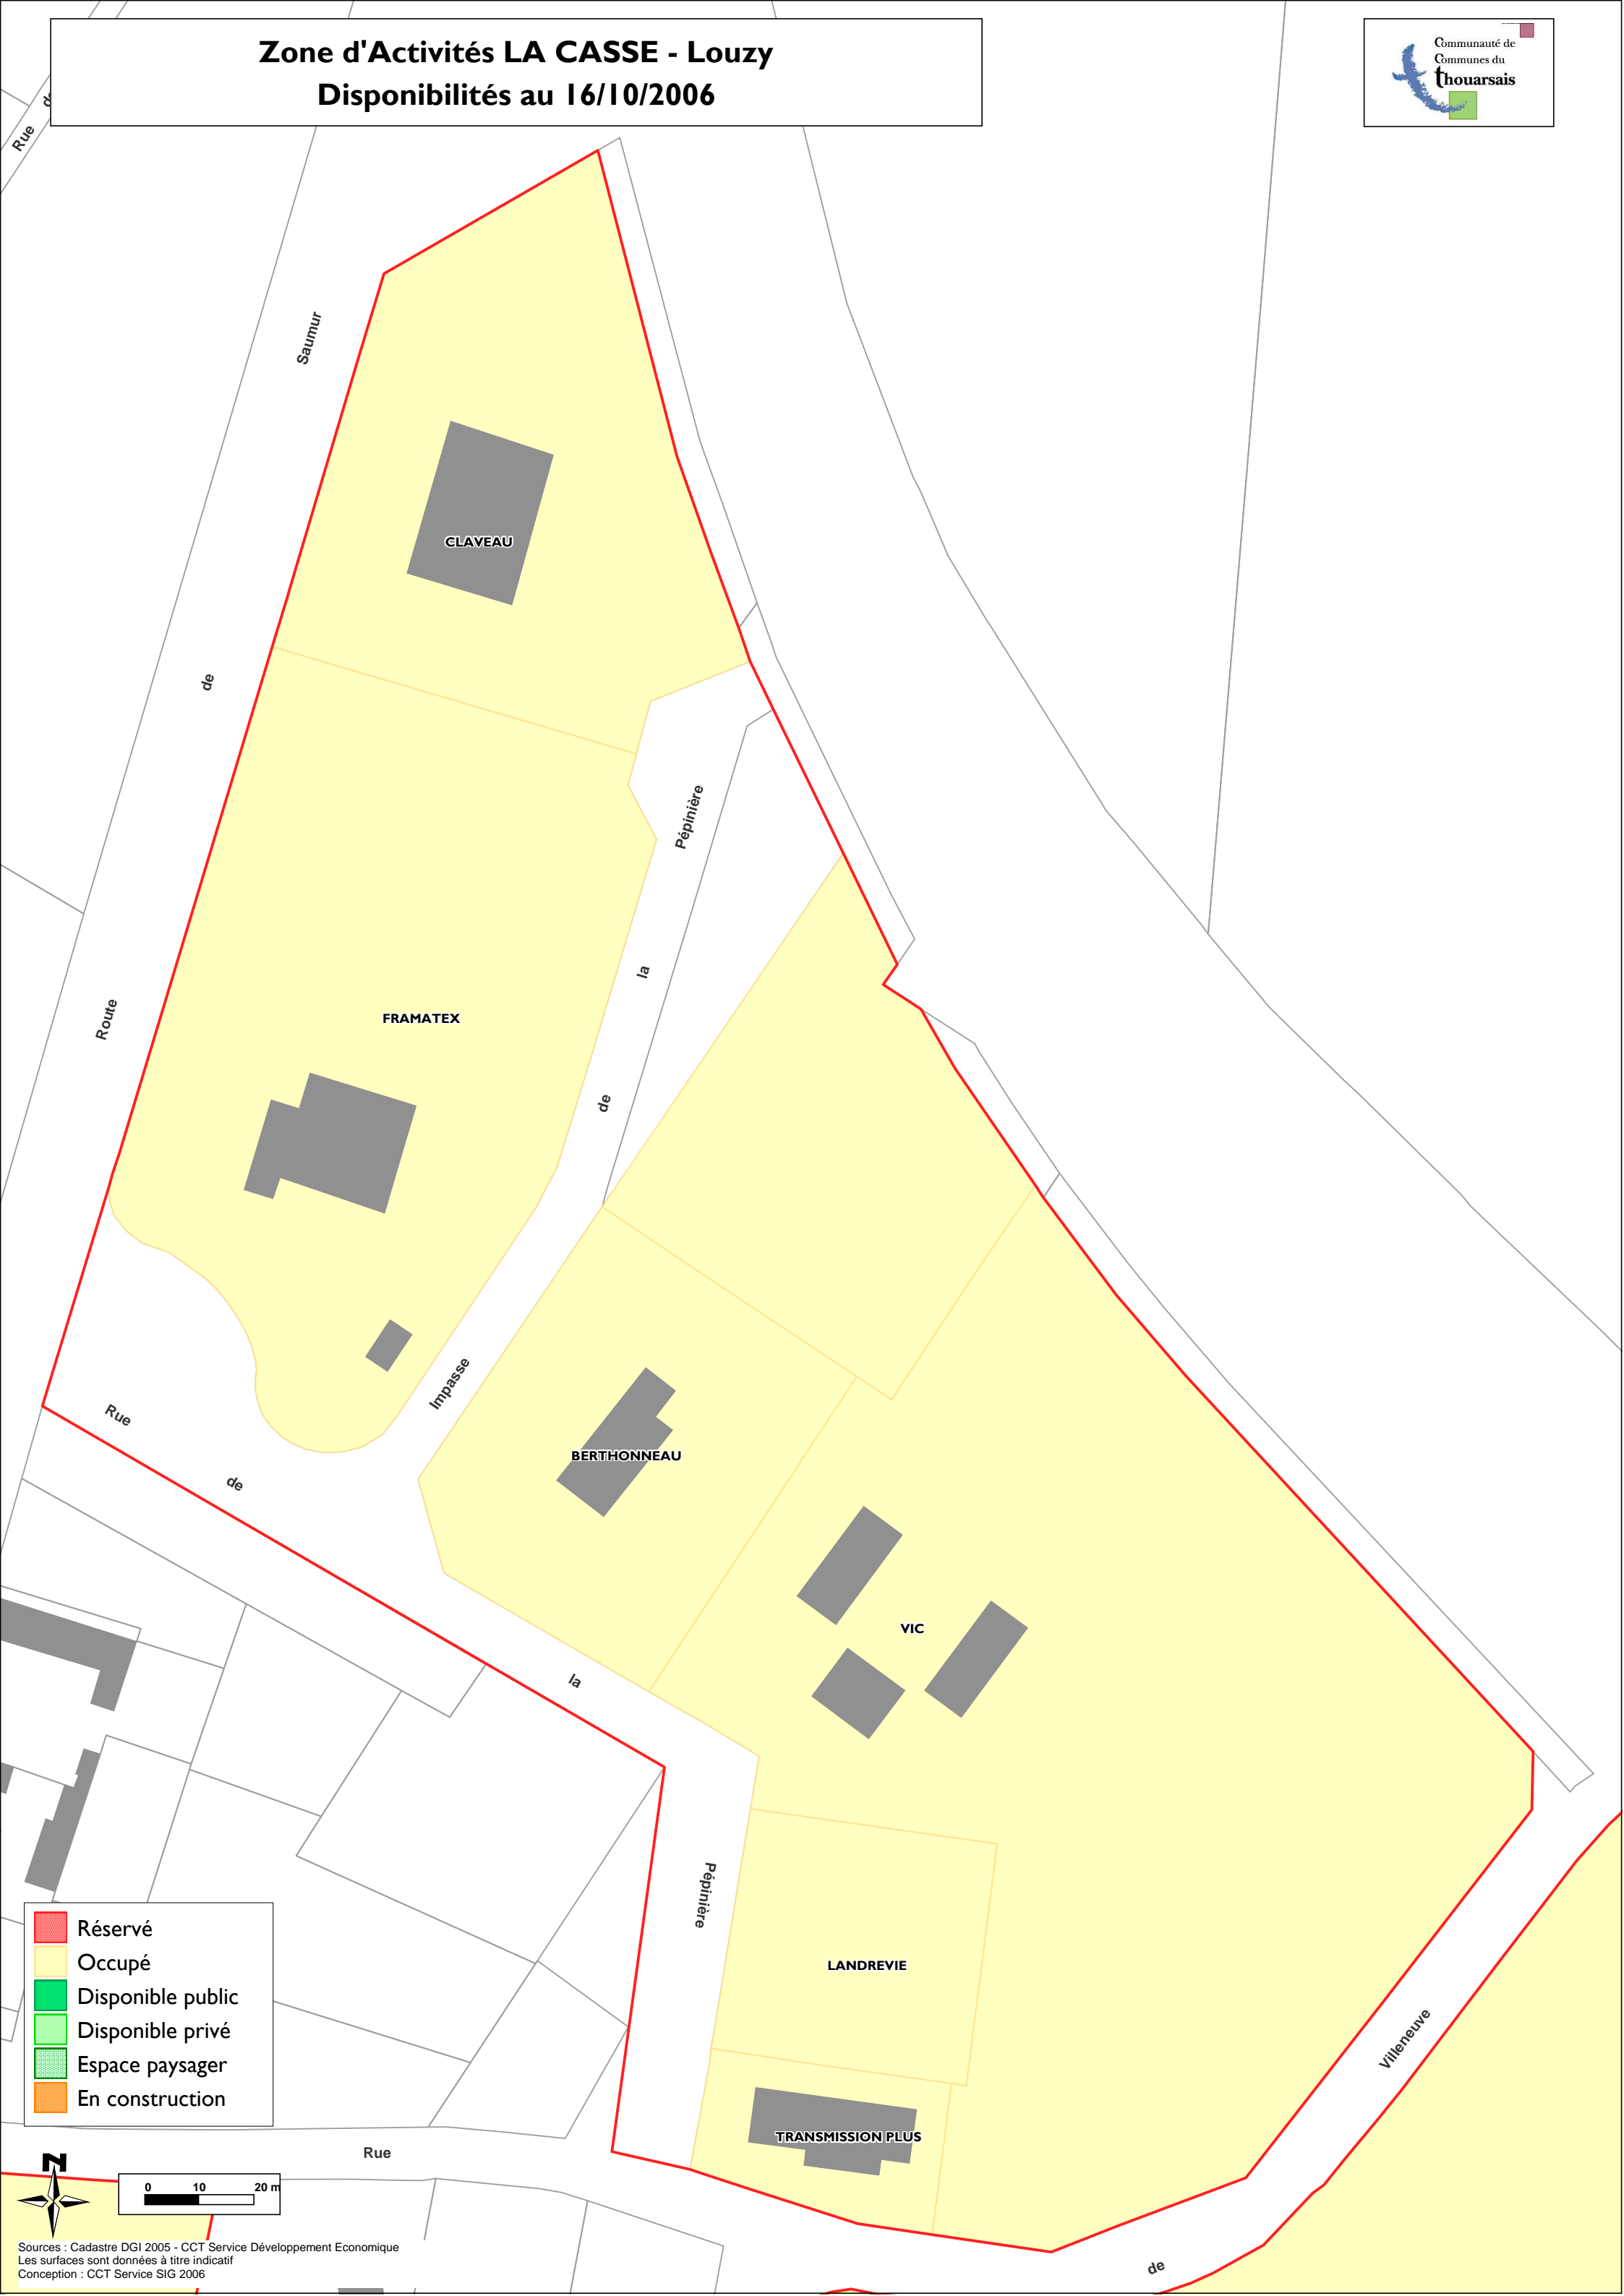 Zone d'Activités LA CASSE - Louzy
Disponibilités au 16/10/2006
Communauté de
Communes du
thouarsais
Rue
de
Saumur
de
Route
CLAVEAU
Pépinière
la
de
Impasse
FRAMATEX
Rue
de
la
Pépinière
BERTHONNEAU
VIC
LANDREVIE
TRANSMISSION PLUS
Villeneuve
de
Rue
Réservé
Occupé
Disponible public
Disponible privé
Espace paysager
En construction
N
0 10 20 m
Sources : Cadastre DGI 2005 - CCT Service Développement Economique
Les surfaces sont données à titre indicatif
Conception : CCT Service SIG 2006